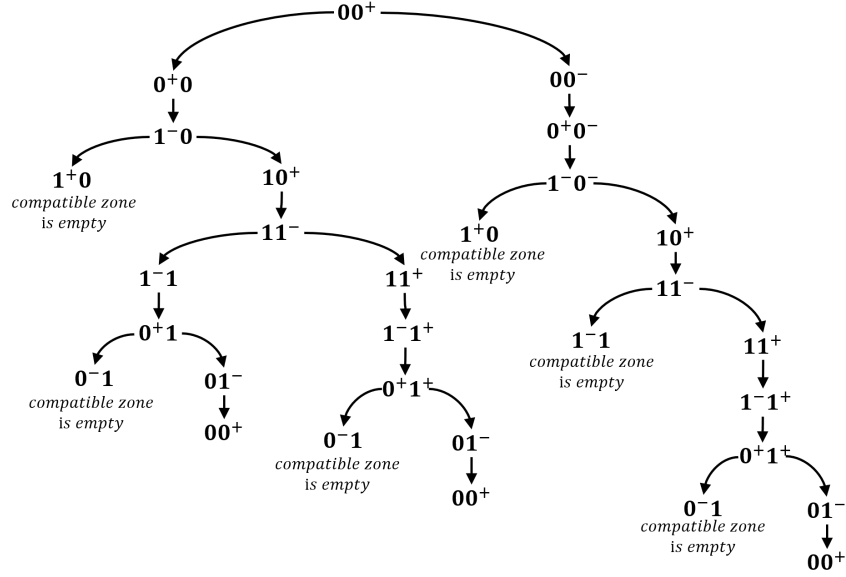 00⁺
0⁺0
00⁻
1⁻0
0⁺0⁻
1⁺0
compatible zone
is empty
10⁺
1⁻0⁻
11⁻
1⁺0
compatible zone
is empty
10⁺
1⁻1
11⁺
11⁻
0⁺1
1⁻1⁺
1⁻1
compatible zone
is empty
11⁺
0⁻1
compatible zone
is empty
01⁻
0⁺1⁺
1⁻1⁺
00⁺
0⁻1
compatible zone
is empty
01⁻
0⁺1⁺
00⁺
0⁻1
compatible zone
is empty
01⁻
00⁺